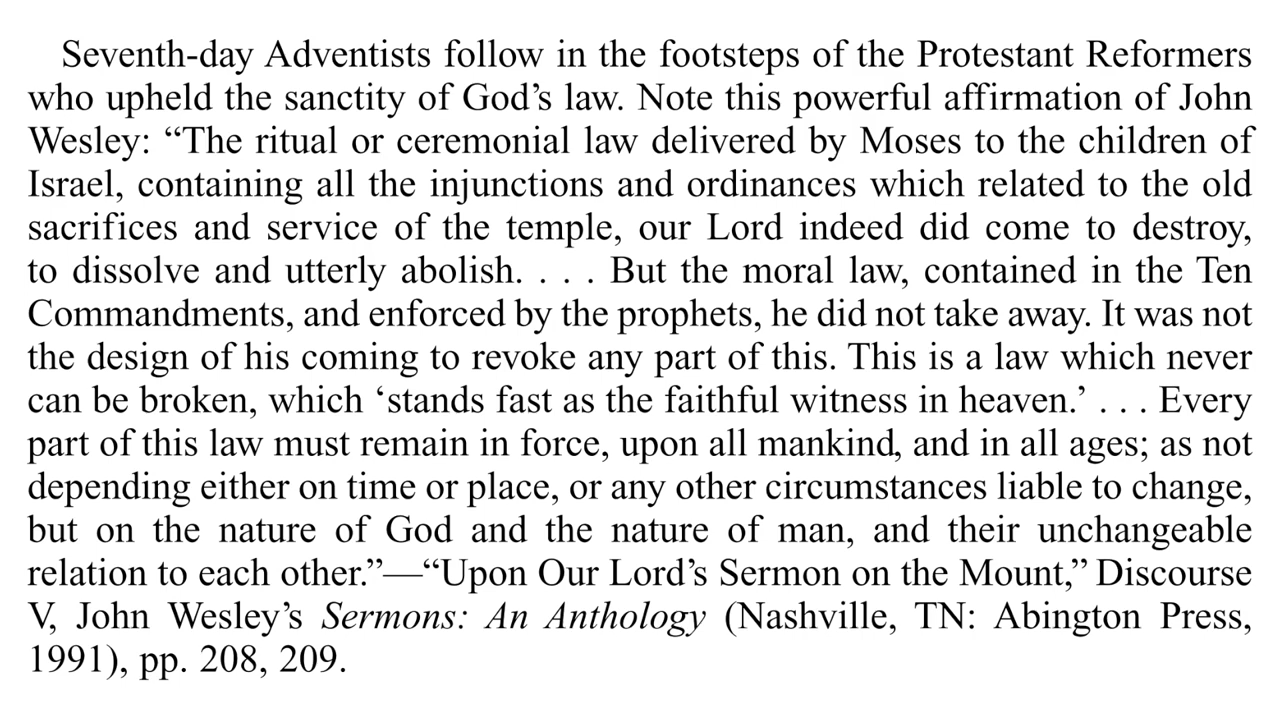 Seventh-day Adventists follow in the footsteps of the Protestant Reformers
who upheld the sanctity of God’s law. Note this powerful affirmation of John
Wesley: “The ritual or ceremonial law delivered by Moses to the children of
Israel, containing all the injunctions and ordinances which related to the old
sacrifices and service of the temple, our Lord indeed did come to destroy,
to dissolve and utterly abolish. . . . But the moral law, contained in the Ten
Commandments, and enforced by the prophets, he did not take away. It was not
the design of his coming to revoke any part of this. This is a law which never
can be broken, which ‘stands fast as the faithful witness in heaven.’ . . . Every
part of this law must remain in force, upon all mankind, and in all ages; as not
depending either on time or place, or any other circumstances liable to change,
but on the nature of God and the nature of man, and their unchangeable
relation to each other.”—“Upon Our Lord’s Sermon on the Mount,” Discourse
V, John Wesley’s Sermons: An Anthology (Nashville, TN: Abington Press,
1991), pp. 208, 209.